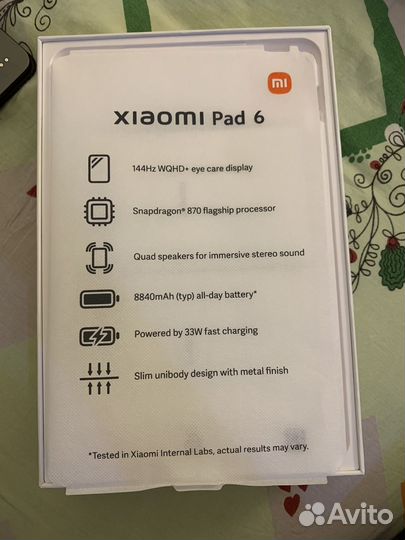 mi
xiaomi Pad 6
144Hz WQHD+ eye care display
Snapdragon® 870 flagship processor
Quad speakers for immersive stereo sound
8840mAh (typ) all-day battery*
Powered by 33W fast charging
Slim unibody design with metal finish
*Tested in Xiaomi Internal Labs, actual results may vary.
Avito